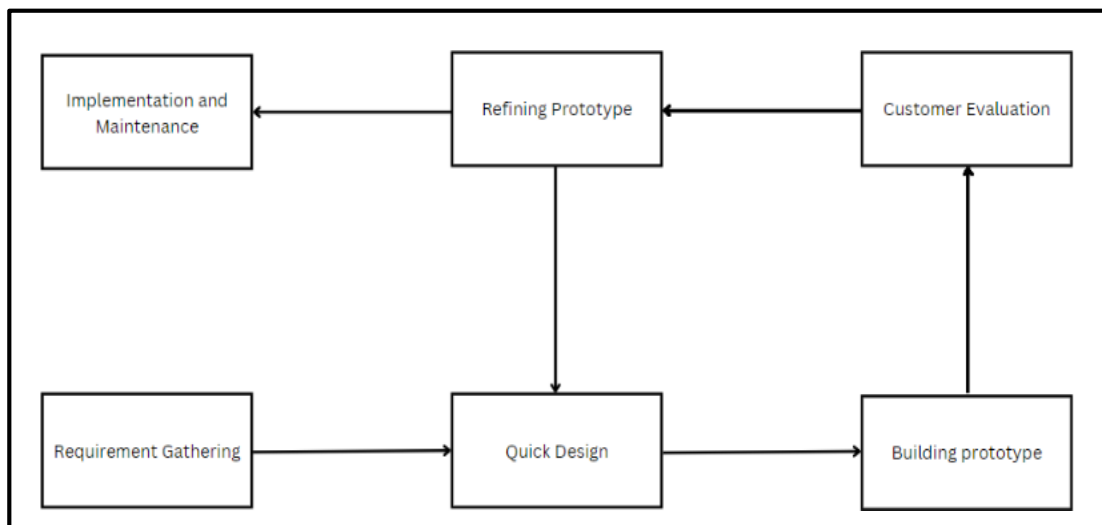 Implementation and
Maintenance
Refining Prototype
Customer Evaluation
Requirement Gathering
Quick Design
Building prototype